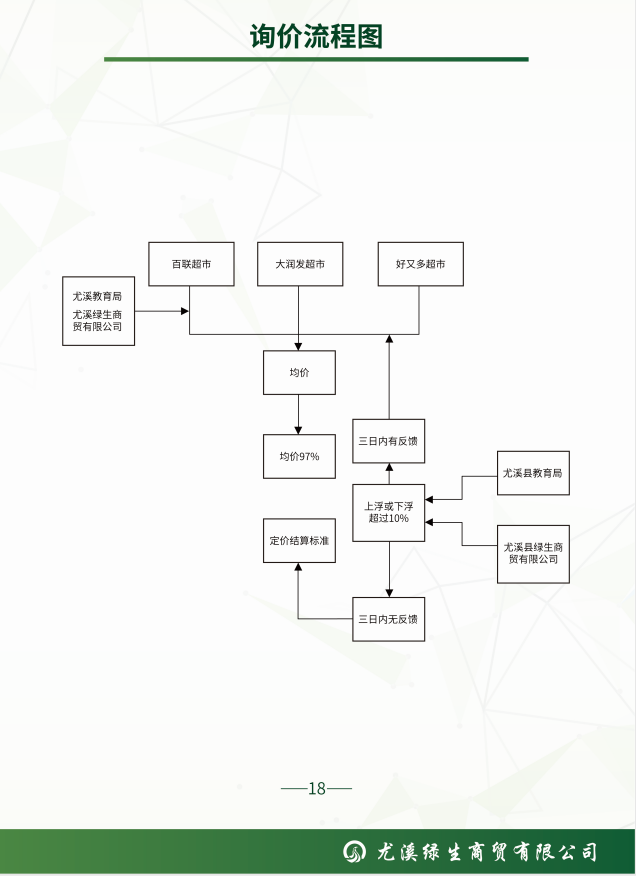 询价流程图
百联超市
大润发超市
好又多超市
尤溪教育局
尤溪绿生商
贸有限公司
均价
均价97%
三日内有反馈
尤溪县教育局
上浮或下浮
超过10%
定价结算标准
尤溪县绿生商
贸有限公司
三日内无反馈
18
尤溪绿生商贸有限公司